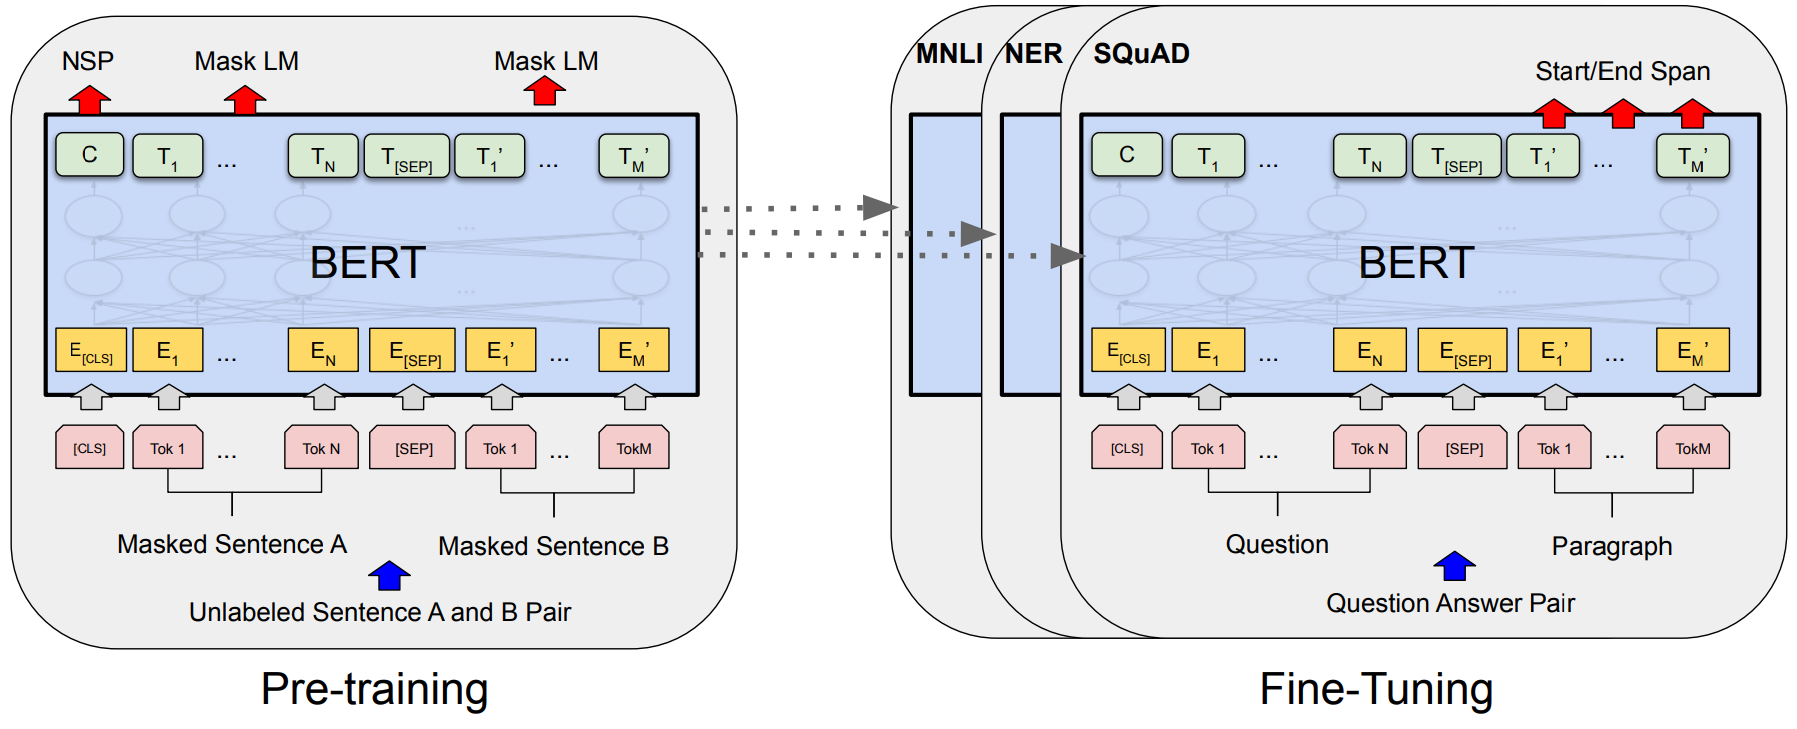 NSP Mask LM Mask LM
C T1 ... TN T[SEP] T1’ ... TM’
...
BERT
...
E[CLS] E1 ... EN E[SEP] E1’ ... EM’
[CLS] Tok 1 ... Tok N [SEP] Tok 1 ... TokM
Masked Sentence A Masked Sentence B
Unlabeled Sentence A and B Pair
Pre-training
MNLI NER SQuAD
Start/End Span
C T1 ... TN T[SEP] T1’ ... TM’
...
BERT
...
E[CLS] E1 ... EN E[SEP] E1’ ... EM’
[CLS] Tok 1 ... Tok N [SEP] Tok 1 ... TokM
Question Paragraph
Question Answer Pair
Fine-Tuning